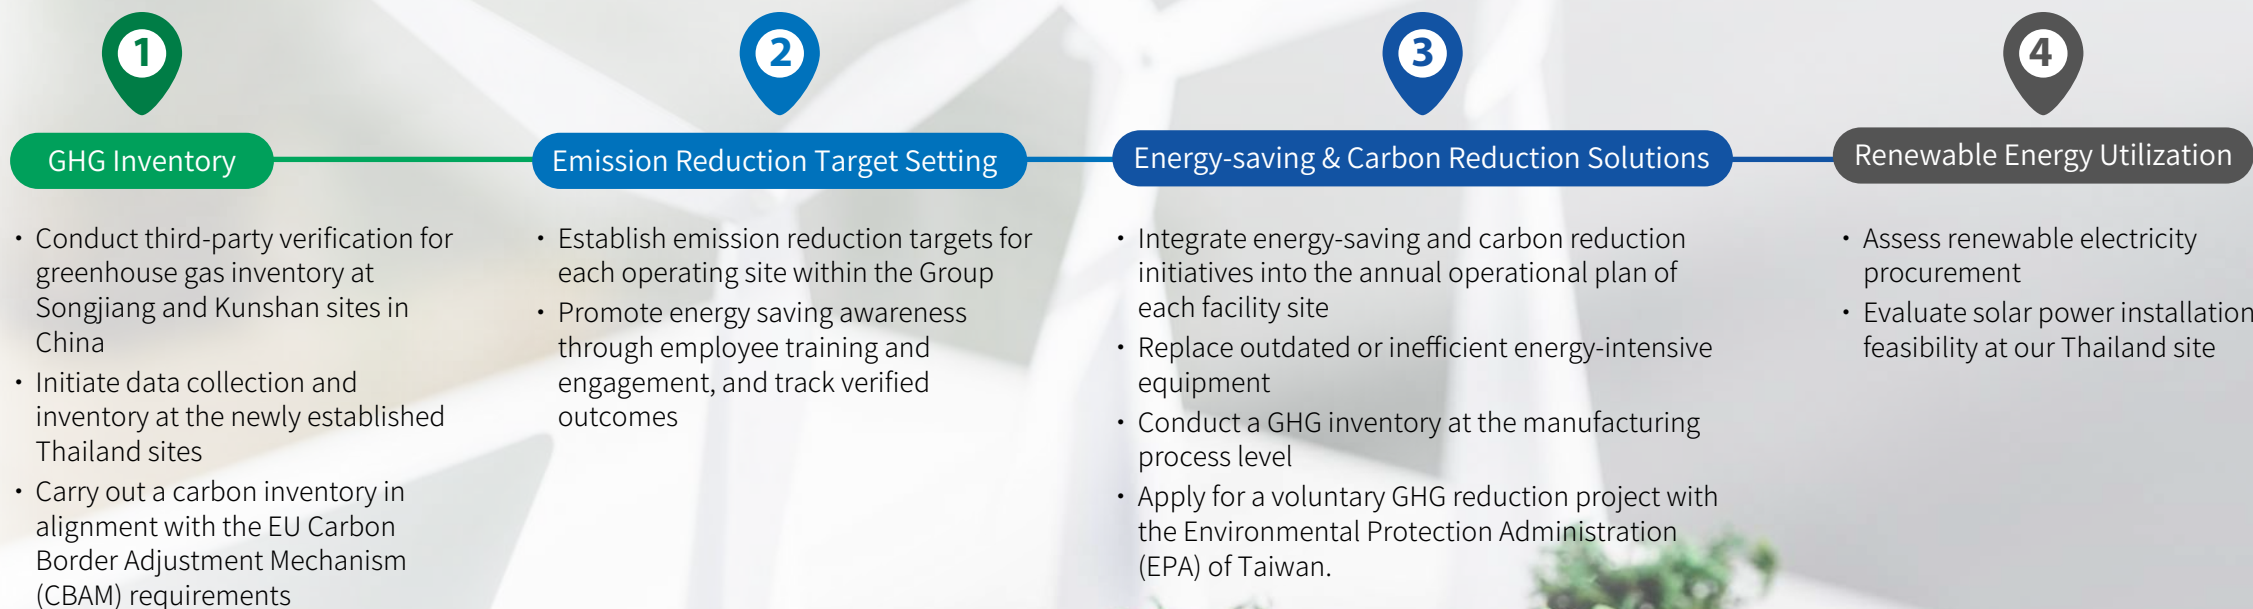 1
GHG Inventory
・Conduct third-party verification for
greenhouse gas inventory at
Songjiang and Kunshan sites in
China
・Initiate data collection and
inventory at the newly established
Thailand sites
・Carry out a carbon inventory in
alignment with the EU Carbon
Border Adjustment Mechanism
(CBAM) requirements
2
Emission Reduction Target Setting
・Establish emission reduction targets for
each operating site within the Group
・Promote energy saving awareness
through employee training and
engagement, and track verified
outcomes
3
Energy-saving & Carbon Reduction Solutions
・Integrate energy-saving and carbon reduction
initiatives into the annual operational plan of
each facility site
・Replace outdated or inefficient energy-intensive
equipment
・Conduct a GHG inventory at the manufacturing
process level
・Apply for a voluntary GHG reduction project with
the Environmental Protection Administration
(EPA) of Taiwan.
4
Renewable Energy Utilization
・Assess renewable electricity
procurement
・Evaluate solar power installation
feasibility at our Thailand site